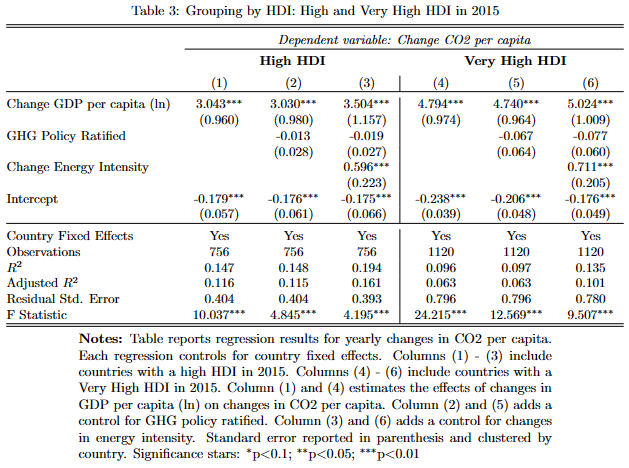 Table 3: Grouping by HDI: High and Very High HDI in 2015
Dependent variable: Change CO2 per capita
High HDI Very High HDI
(1) (2) (3) (4) (5) (6)
Change GDP per capita (ln) 3.043*** 3.030*** 3.504*** 4.794*** 4.740*** 5.024***
(0.960) (0.980) (1.157) (0.974) (0.964) (1.009)
GHG Policy Ratified -0.013 -0.019 -0.067 -0.077
(0.028) (0.027) (0.064) (0.060)
Change Energy Intensity 0.596*** 0.711***
(0.223) (0.205)
Intercept -0.179*** -0.176*** -0.175*** -0.238*** -0.206*** -0.176***
(0.057) (0.061) (0.066) (0.039) (0.048) (0.049)
Country Fixed Effects Yes Yes Yes Yes Yes Yes
Observations 756 756 756 1120 1120 1120
R² 0.147 0.148 0.194 0.096 0.097 0.135
Adjusted R² 0.116 0.115 0.161 0.063 0.063 0.101
Residual Std. Error 0.404 0.404 0.393 0.796 0.796 0.780
F Statistic 10.037*** 4.845*** 4.195*** 24.215*** 12.569*** 9.507***
Notes: Table reports regression results for yearly changes in CO2 per capita.
Each regression controls for country fixed effects. Columns (1) - (3) include
countries with a high HDI in 2015. Columns (4) - (6) include countries with a
Very High HDI in 2015. Column (1) and (4) estimates the effects of changes in
GDP per capita (ln) on changes in CO2 per capita. Column (2) and (5) adds a
control for GHG policy ratified. Column (3) and (6) adds a control for changes
in energy intensity. Standard error reported in parenthesis and clustered by
country. Significance stars: *p<0.1; **p<0.05; ***p<0.01